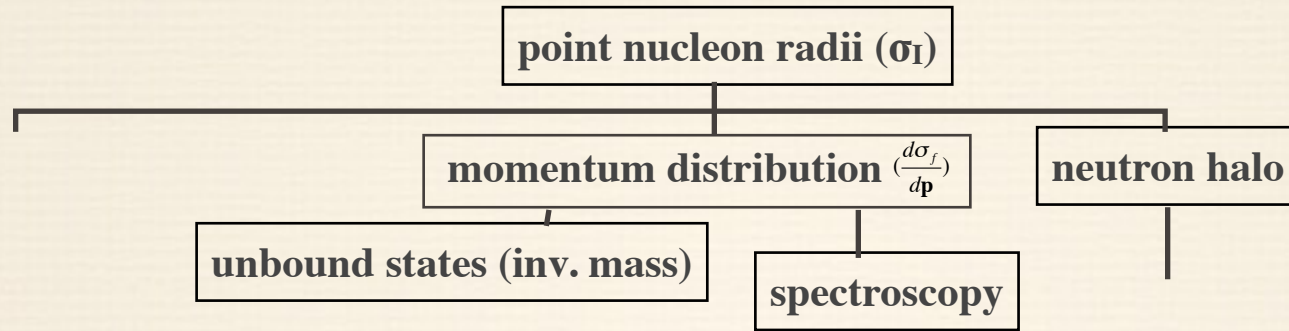 point nucleon radii (σI)
momentum distribution (dσf/dp)
neutron halo
unbound states (inv. mass)
spectroscopy